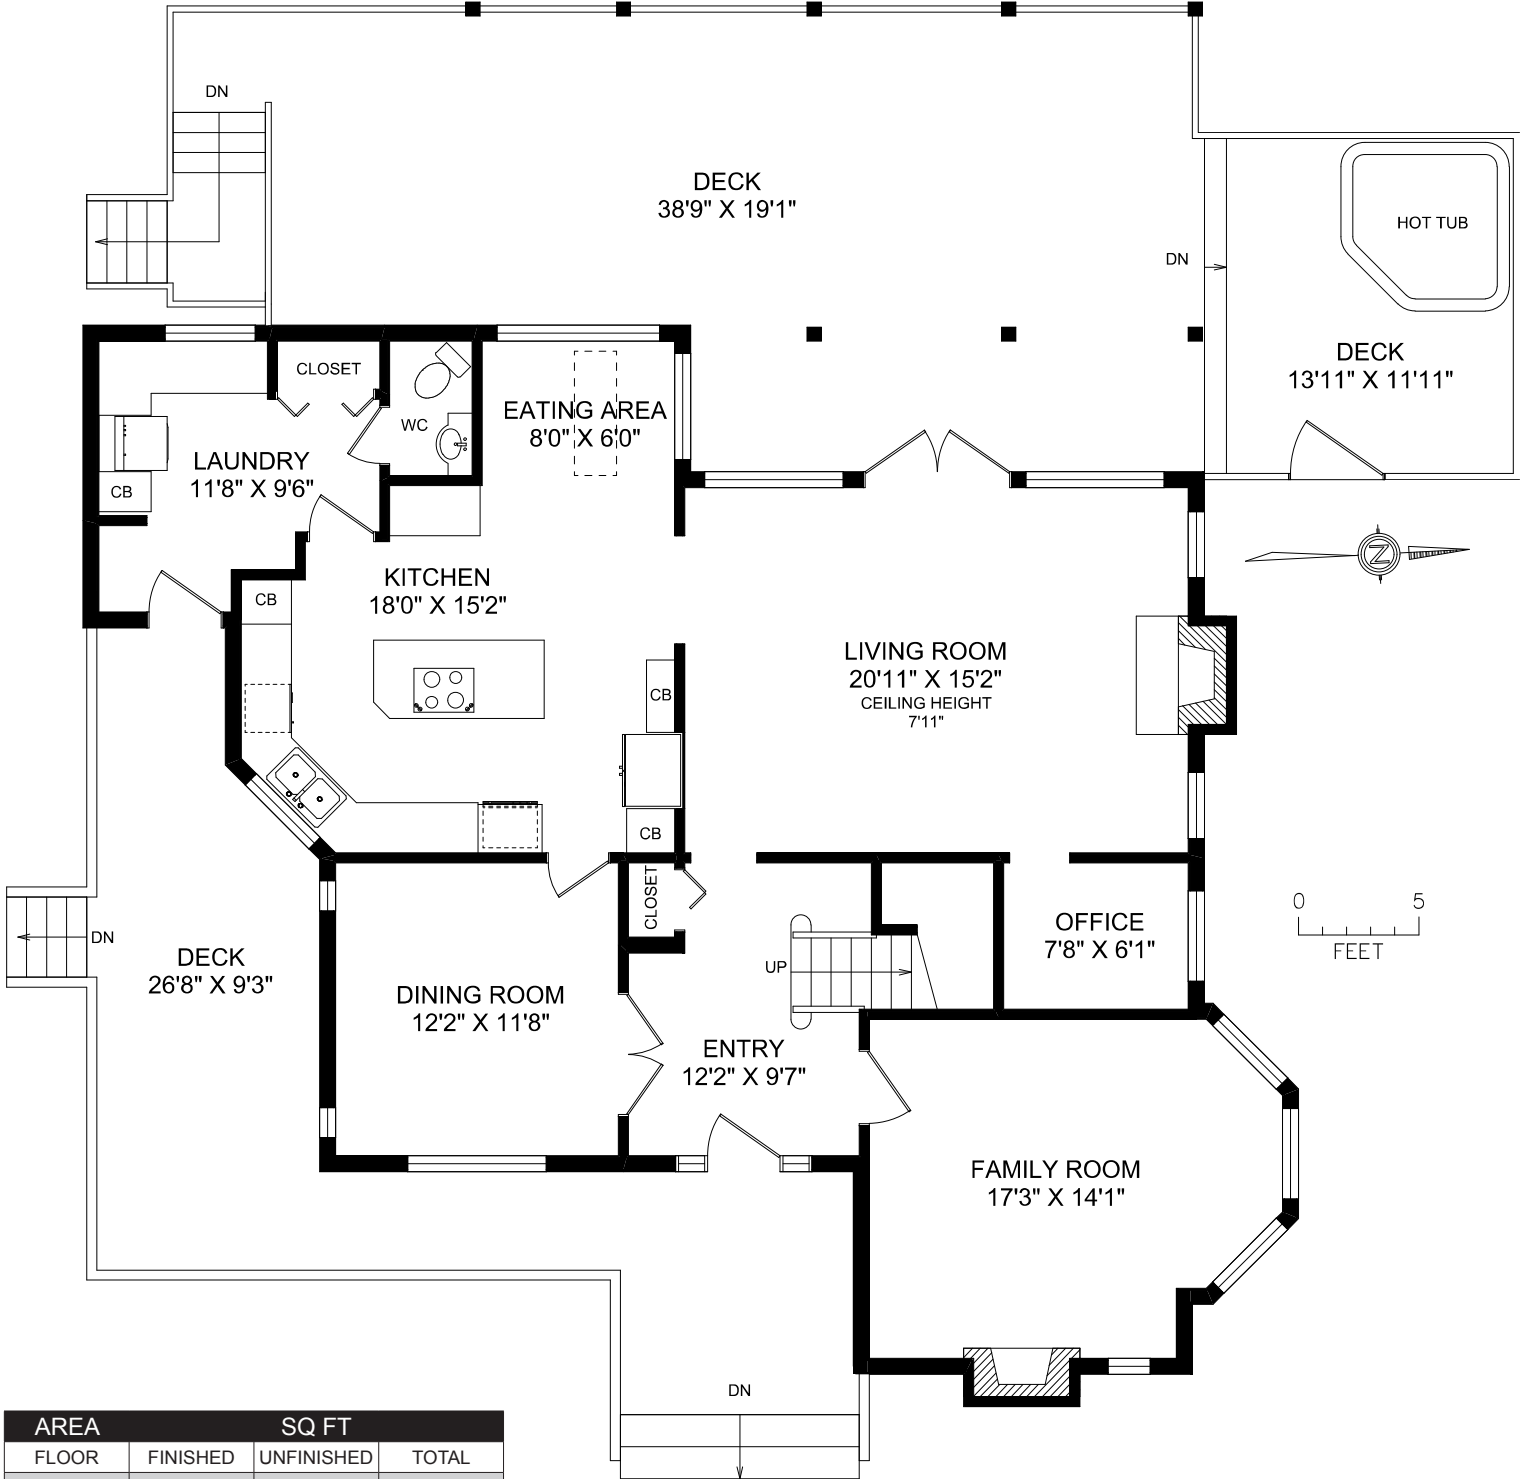 DN
DECK
38'9" X 19'1"
HOT TUB
DN
DECK
13'11" X 11'11"
CLOSET
WC
EATING AREA
8'0" X 6'0"
LAUNDRY
11'8" X 9'6"
CB
N
KITCHEN
18'0" X 15'2"
CB
LIVING ROOM
20'11" X 15'2"
CEILING HEIGHT
7'11"
CB
CB
CLOSET
0 5
FEET
OFFICE
7'8" X 6'1"
DN
DECK
26'8" X 9'3"
UP
DINING ROOM
12'2" X 11'8"
ENTRY
12'2" X 9'7"
FAMILY ROOM
17'3" X 14'1"
DN
AREA SQ FT
FLOOR FINISHED UNFINISHED TOTAL